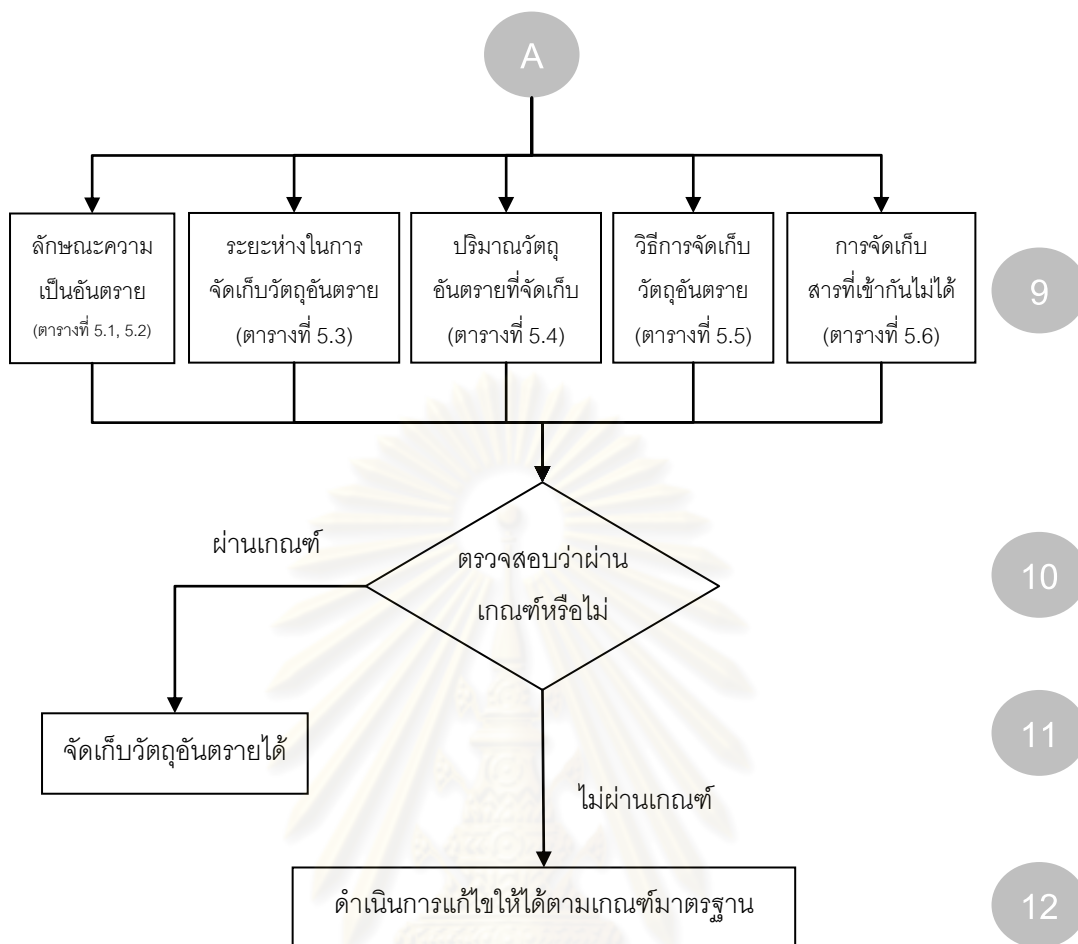 A
ลักษณะความ
เป็นอันตราย
(ตารางที่ 5.1, 5.2)
ระยะห่างในการ
จัดเก็บวัตถุอันตราย
(ตารางที่ 5.3)
ปริมาณวัตถุ
อันตรายที่จัดเก็บ
(ตารางที่ 5.4)
วิธีการจัดเก็บ
วัตถุอันตราย
(ตารางที่ 5.5)
การจัดเก็บ
สารที่เข้ากันไม่ได้
(ตารางที่ 5.6)
9
ผ่านเกณฑ์
ตรวจสอบว่าผ่าน
เกณฑ์หรือไม่
10
จัดเก็บวัตถุอันตรายได้
11
ไม่ผ่านเกณฑ์
ดำเนินการแก้ไขให้ได้ตามเกณฑ์มาตรฐาน
12